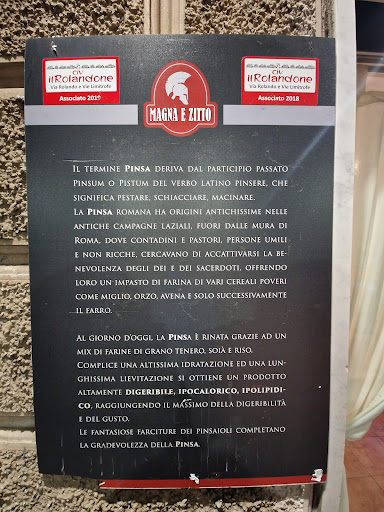 CIV
ilRolandone
Via Rolando e Vie Limitrofe
Associato 2019
CIV
ilRolandone
Via Rolando e Vie Limitrofe
Associato 2018
MAGNA E ZITTO
IL TERMINE PINSA DERIVA DAL PARTICIPIO PASSATO
PINSUM O PISTUM DEL VERBO LATINO PINSERE, CHE
SIGNIFICA PESTARE, SCHIACCIARE, MACINARE.
LA PINSA ROMANA HA ORIGINI ANTICHISSIME NELLE
ANTICHE CAMPAGNE LAZIALI, FUORI DALLE MURA DI
ROMA, DOVE CONTADINI E PASTORI, PERSONE UMILI
E NON RICCHE, CERCAVANO DI ACCATTIVARSI LA BE-
NEVOLENZA DEGLI DEI E DEI SACERDOTI, OFFRENDO
LORO UN IMPASTO DI FARINA DI VARI CEREALI POVERI
COME MIGLIO, ORZO, AVENA E SOLO SUCCESSIVAMENTE
IL FARRO.
AL GIORNO D'OGGI, LA PINSA È RINATA GRAZIE AD UN
MIX DI FARINE DI GRANO TENERO, SOIA E RISO.
COMPLICE UNA ALTISSIMA IDRATAZIONE ED UNA LUN-
GHISSIMA LIEVITAZIONE SI OTTIENE UN PRODOTTO
ALTAMENTE DIGERIBILE, IPOCALORICO, IPOLIPIDI-
CO, RAGGIUNGENDO IL MASSIMO DELLA DIGERIBILITÀ
E DEL GUSTO.
LE FANTASIOSE FARCITURE DEI PINSAIOLI COMPLETANO
LA GRADEVOLEZZA DELLA PINSA.